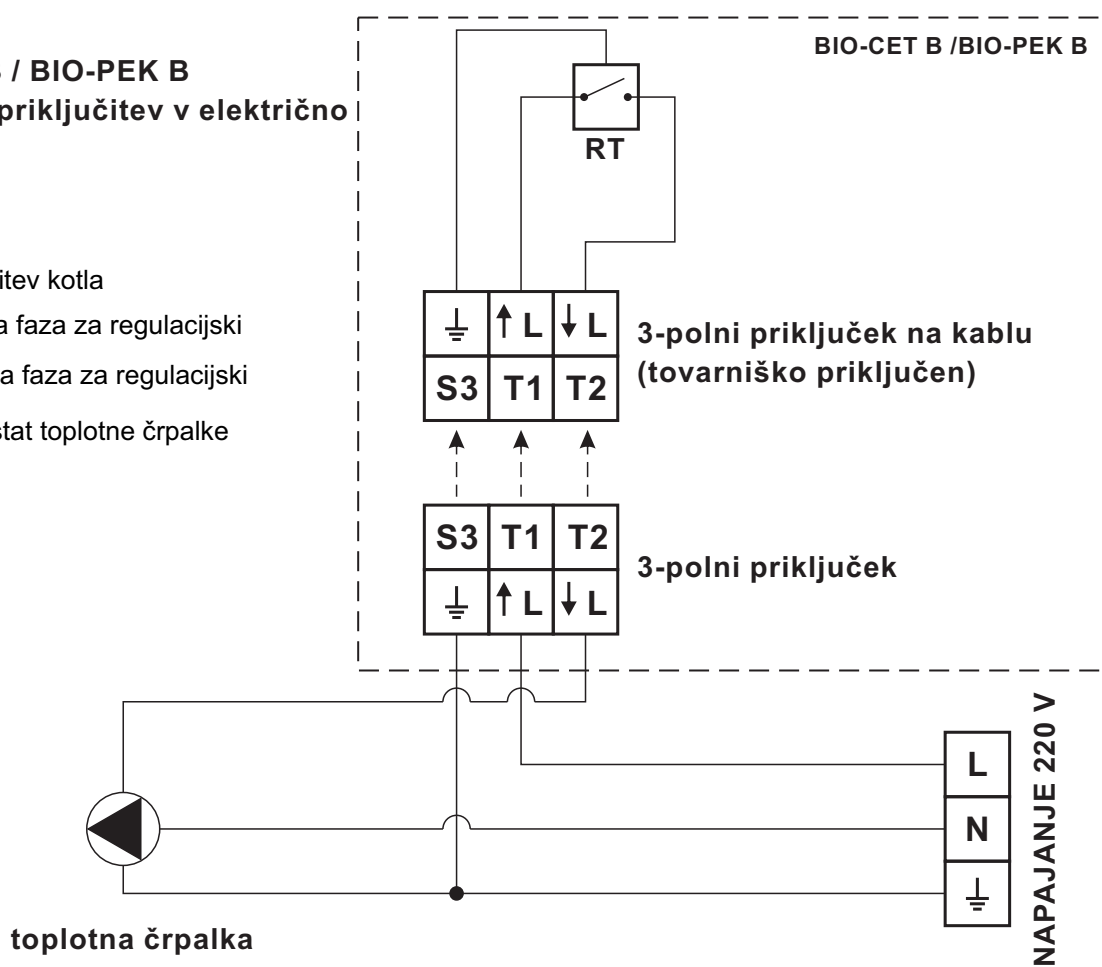 BIO-CET B /BIO-PEK B
/ BIO-PEK B
priključitev v električno
RT
kotla
faza za regulacijski
faza za regulacijski
toplotne črpalke
↑ L ↓ L
S3 T1 T2
3-polni priključek na kablu
(tovarniško priključen)
S3 T1 T2
↑ L ↓ L
3-polni priključek
L
N
NAPAJANJE 220 V
toplotna črpalka